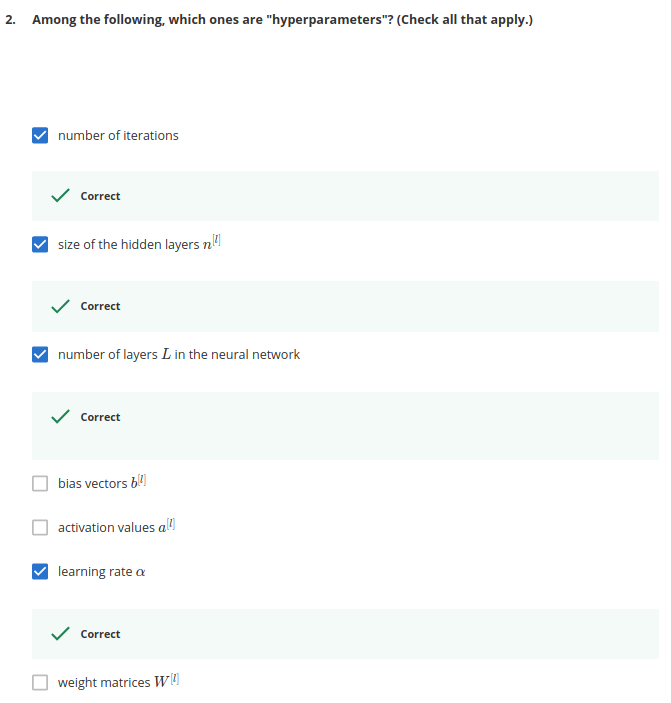 2. Among the following, which ones are "hyperparameters"? (Check all that apply.)
number of iterations
Correct
size of the hidden layers n^[l]
Correct
number of layers L in the neural network
Correct
bias vectors b^[l]
activation values a^[l]
learning rate α
Correct
weight matrices W^[l]